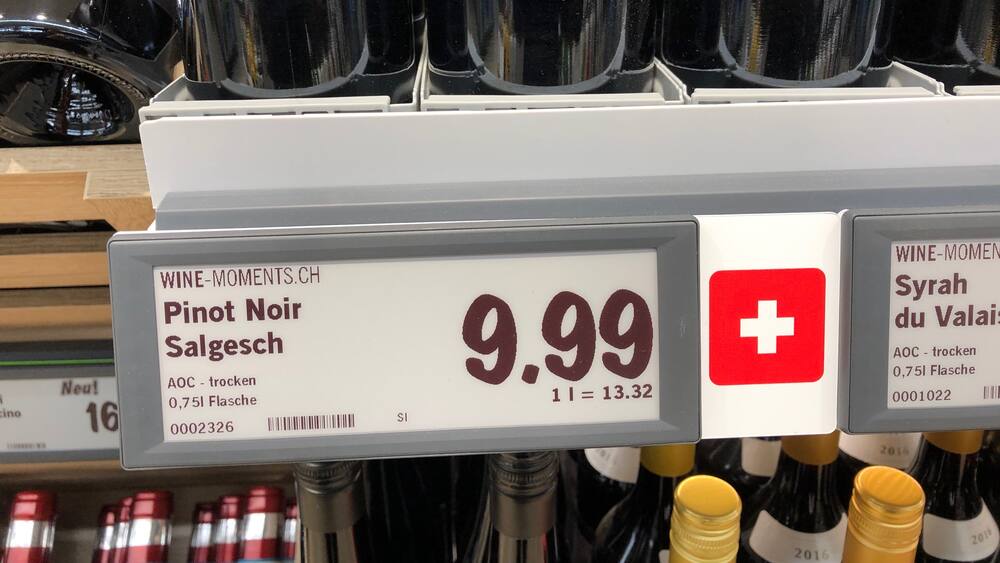 WINE-MOMENTS.CH
Pinot Noir
Salgesch
AOC - trocken
0,75l Flasche
0002326
SI
9.99
1 l = 13.32
WINE-MOMEN
Syrah
du Valais
AOC - trocken
0,75l Flasche
0001022
Neu!
cino
16
2016
2016